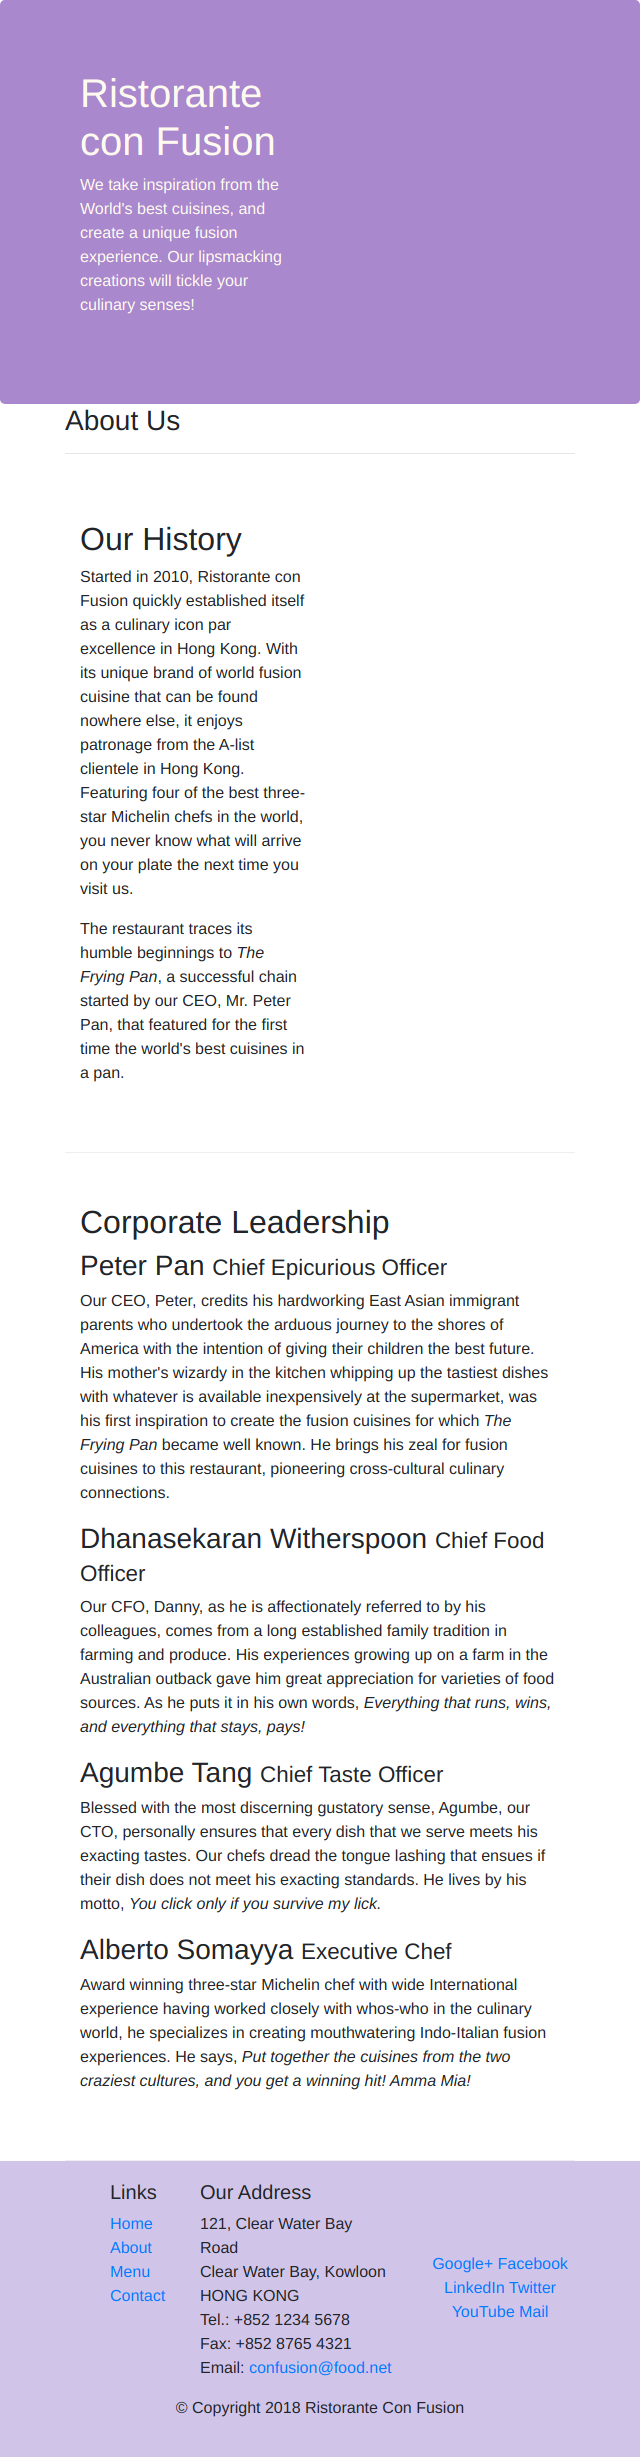 Ristorante
con Fusion
We take inspiration from the
World's best cuisines, and
create a unique fusion
experience. Our lipsmacking
creations will tickle your
culinary senses!
About Us
Our History
Started in 2010, Ristorante con
Fusion quickly established itself
as a culinary icon par
excellence in Hong Kong. With
its unique brand of world fusion
cuisine that can be found
nowhere else, it enjoys
patronage from the A-list
clientele in Hong Kong.
Featuring four of the best three-
star Michelin chefs in the world,
you never know what will arrive
on your plate the next time you
visit us.
The restaurant traces its
humble beginnings to The
Frying Pan, a successful chain
started by our CEO, Mr. Peter
Pan, that featured for the first
time the world's best cuisines in
a pan.
Corporate Leadership
Peter Pan Chief Epicurious Officer
Our CEO, Peter, credits his hardworking East Asian immigrant
parents who undertook the arduous journey to the shores of
America with the intention of giving their children the best future.
His mother's wizardy in the kitchen whipping up the tastiest dishes
with whatever is available inexpensively at the supermarket, was
his first inspiration to create the fusion cuisines for which The
Frying Pan became well known. He brings his zeal for fusion
cuisines to this restaurant, pioneering cross-cultural culinary
connections.
Dhanasekaran Witherspoon Chief Food
Officer
Our CFO, Danny, as he is affectionately referred to by his
colleagues, comes from a long established family tradition in
farming and produce. His experiences growing up on a farm in the
Australian outback gave him great appreciation for varieties of food
sources. As he puts it in his own words, Everything that runs, wins,
and everything that stays, pays!
Agumbe Tang Chief Taste Officer
Blessed with the most discerning gustatory sense, Agumbe, our
CTO, personally ensures that every dish that we serve meets his
exacting tastes. Our chefs dread the tongue lashing that ensues if
their dish does not meet his exacting standards. He lives by his
motto, You click only if you survive my lick.
Alberto Somayya Executive Chef
Award winning three-star Michelin chef with wide International
experience having worked closely with whos-who in the culinary
world, he specializes in creating mouthwatering Indo-Italian fusion
experiences. He says, Put together the cuisines from the two
craziest cultures, and you get a winning hit! Amma Mia!
Links
Home
About
Menu
Contact
Our Address
121, Clear Water Bay
Road
Clear Water Bay, Kowloon
HONG KONG
Tel.: +852 1234 5678
Fax: +852 8765 4321
Email: confusion@food.net
Google+ Facebook
LinkedIn Twitter
YouTube Mail
© Copyright 2018 Ristorante Con Fusion